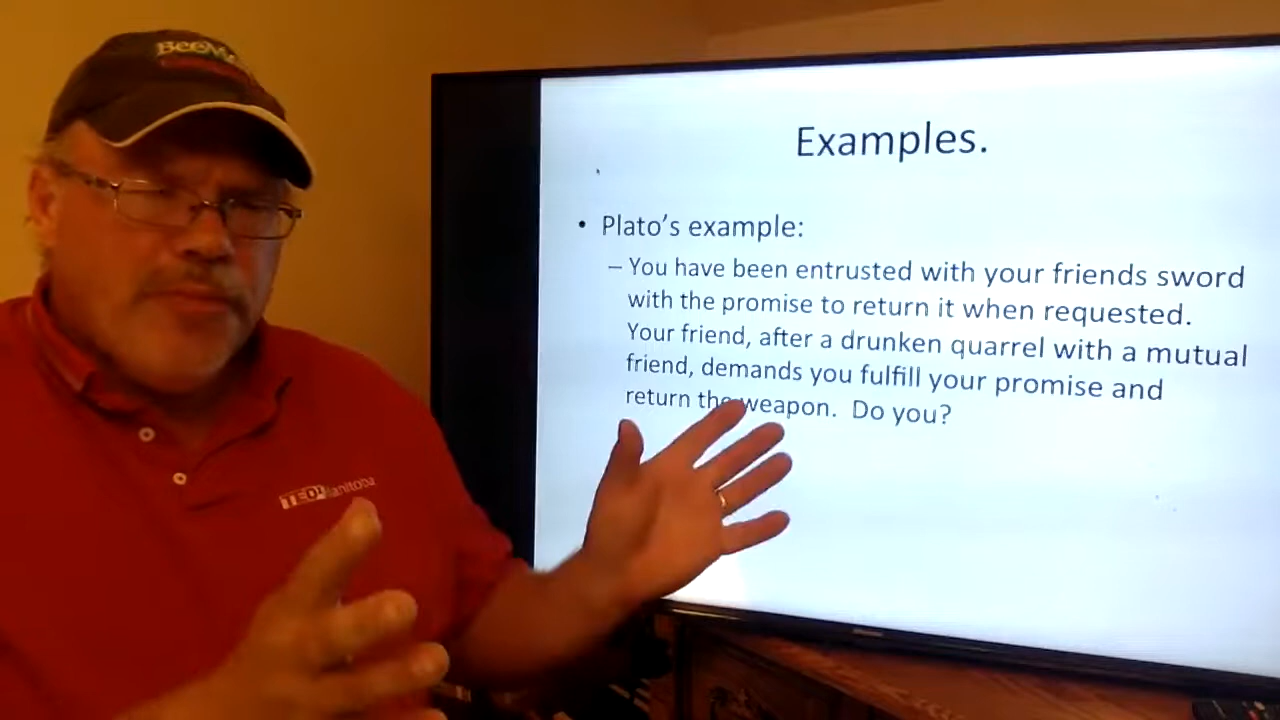 Examples.
• Plato's example:
– You have been entrusted with your friends sword
with the promise to return it when requested.
Your friend, after a drunken quarrel with a mutual
friend, demands you fulfill your promise and
return the weapon. Do you?
TEDx Manitoba